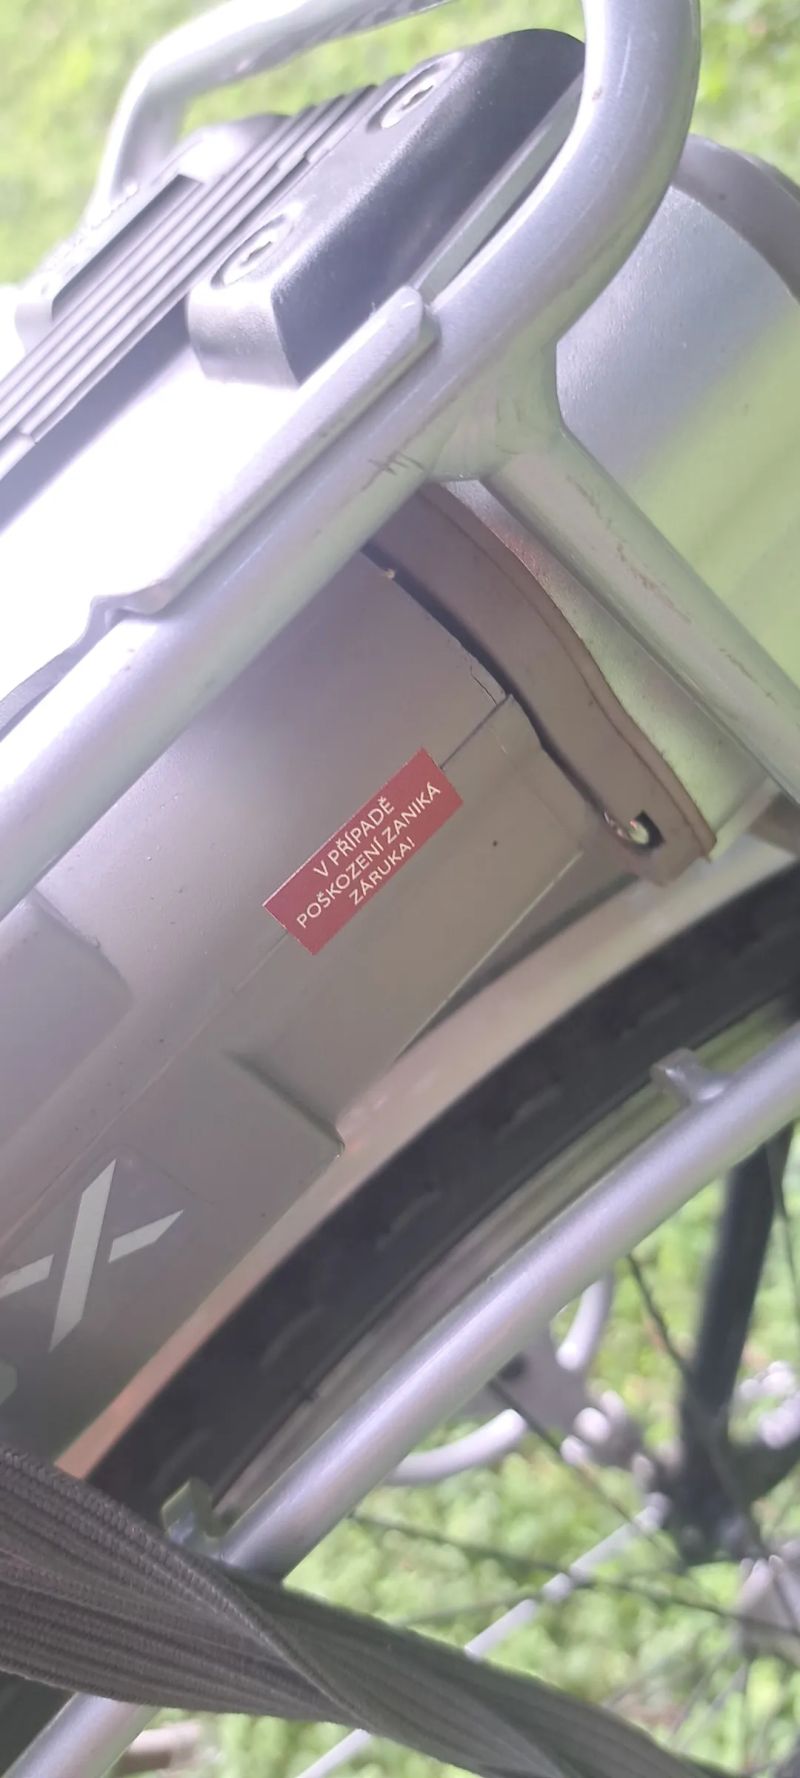 V PŘÍPADĚ
POŠKOZENÍ ZANIKÁ
ZÁRUKA!
X